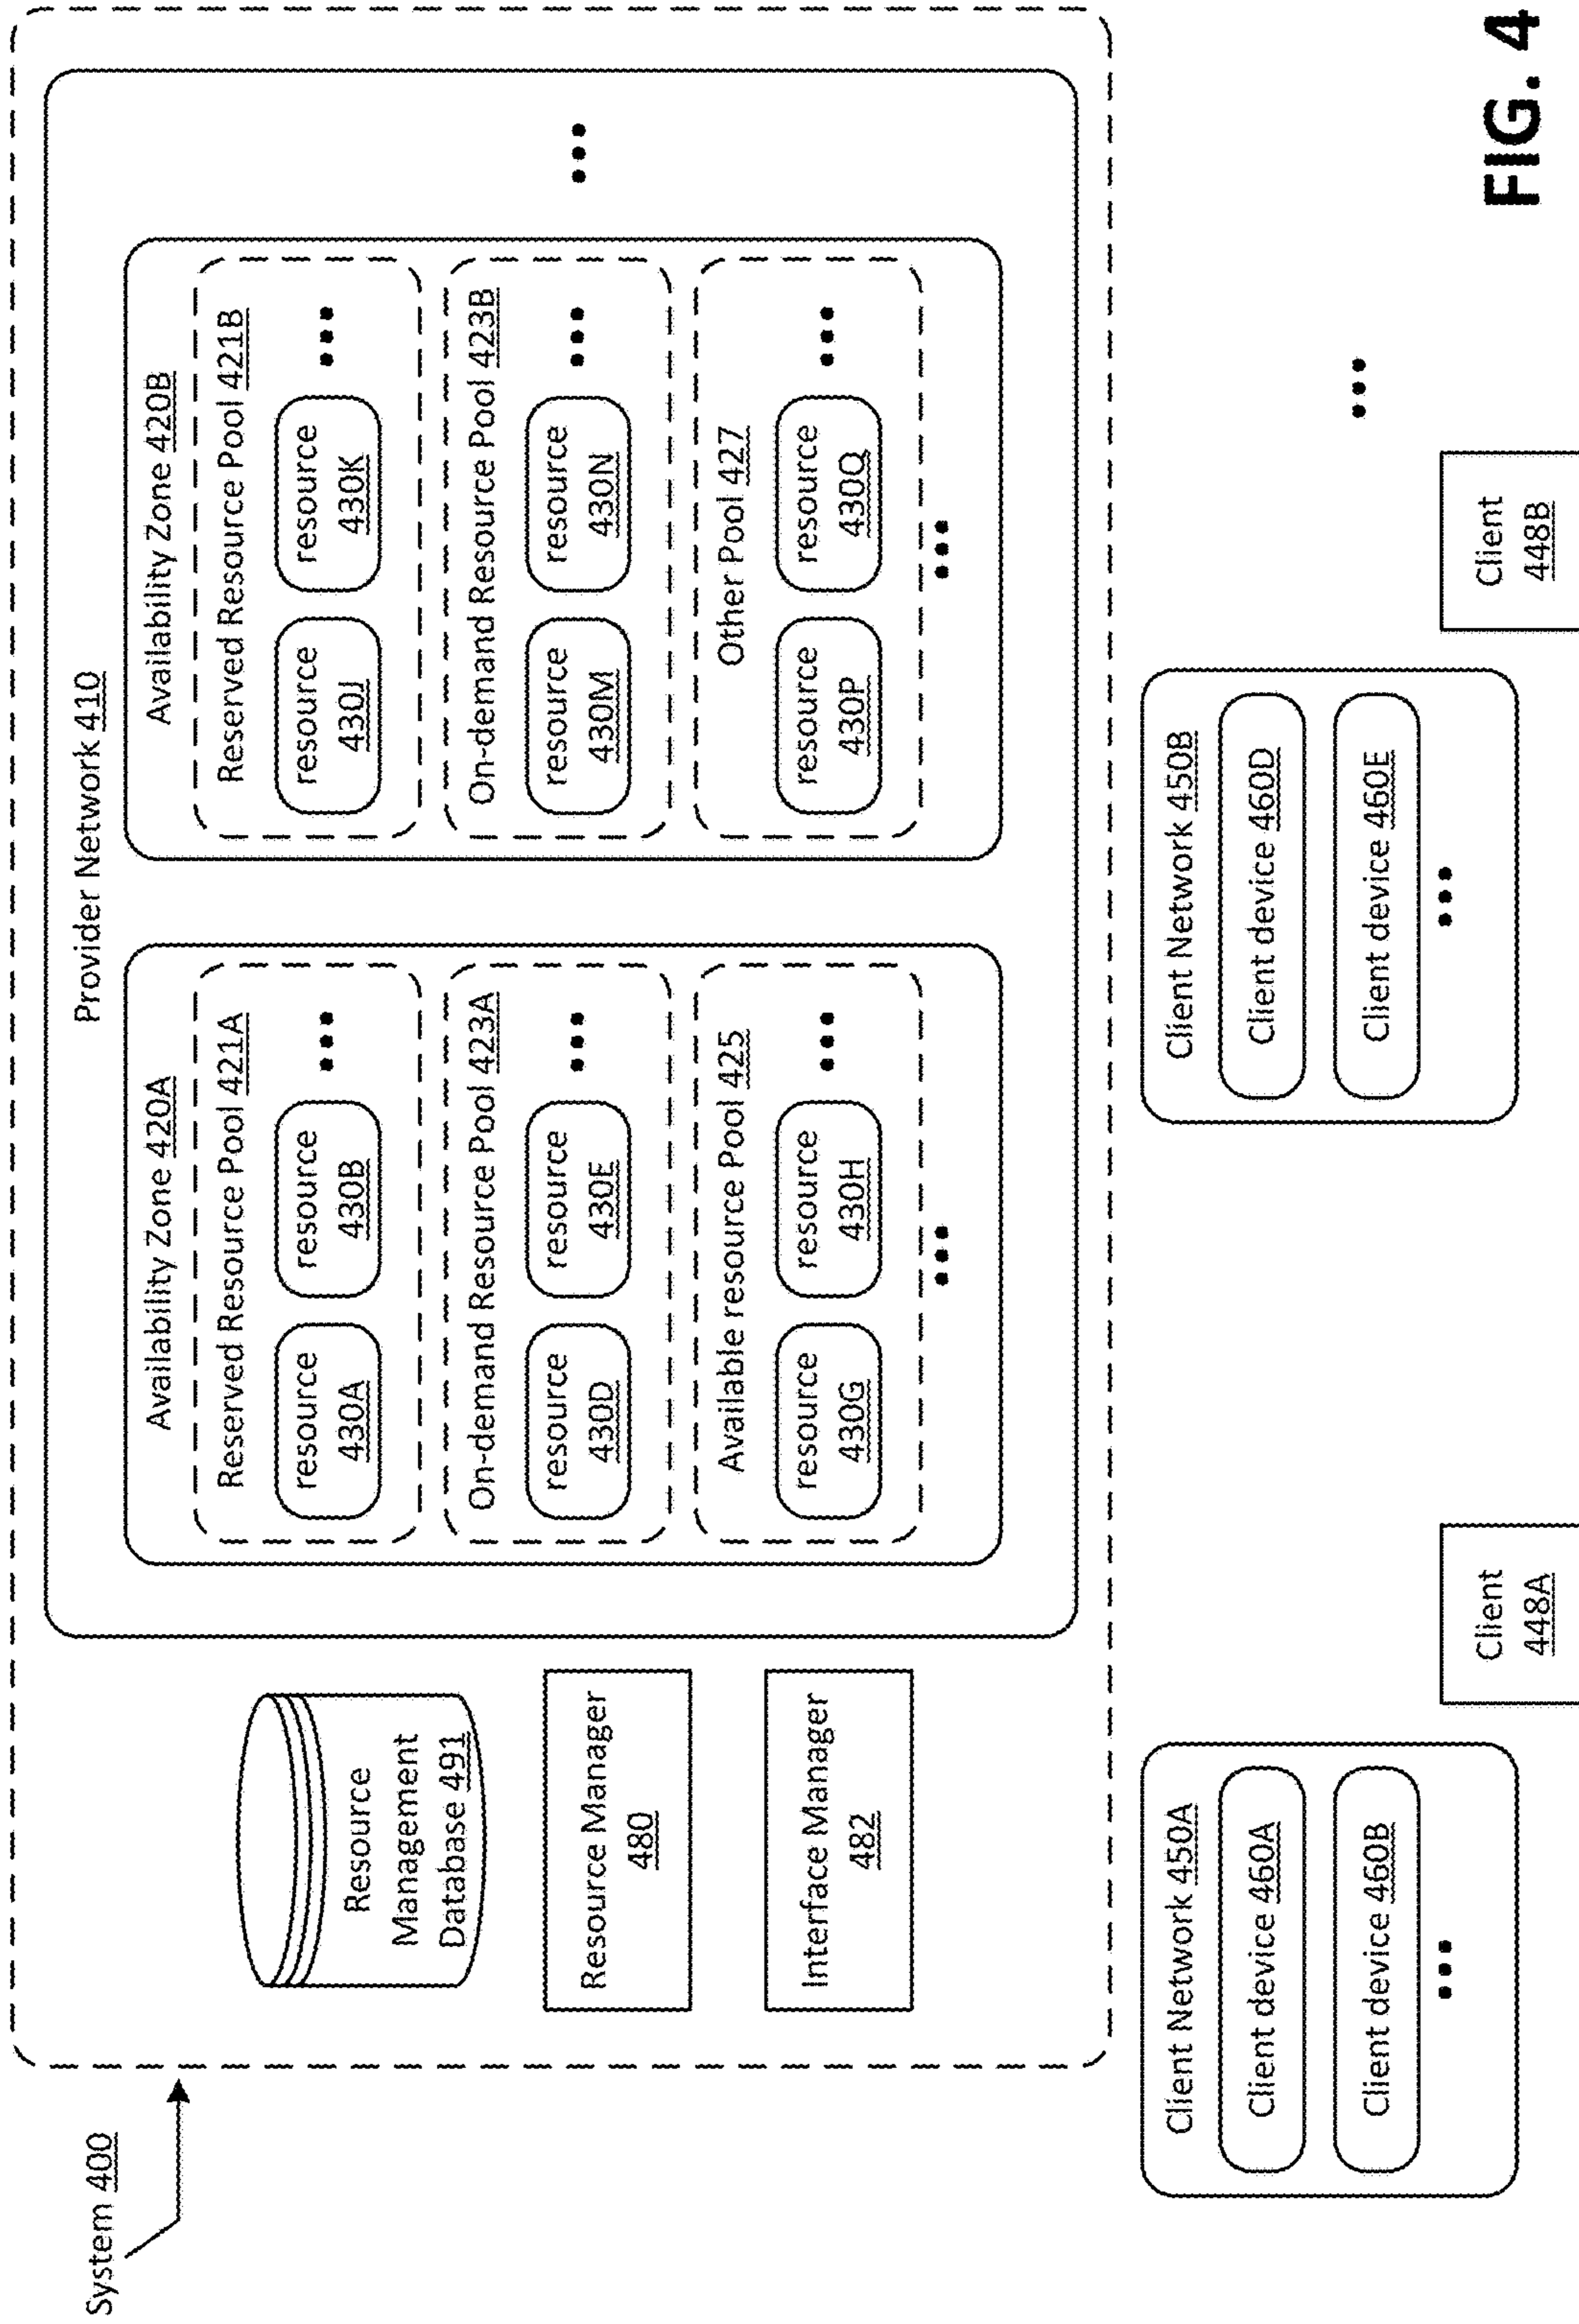 System 400
Provider Network 410
Resource
Management
Database 491
Resource Manager
480
Interface Manager
482
Availability Zone 420A
Reserved Resource Pool 421A
resource
430A
resource
430B
On-demand Resource Pool 423A
resource
430D
resource
430E
Available resource Pool 425
resource
430G
resource
430H
Availability Zone 420B
Reserved Resource Pool 421B
resource
430J
resource
430K
On-demand Resource Pool 423B
resource
430M
resource
430N
Other Pool 427
resource
430P
resource
430Q
Client Network 450A
Client device 460A
Client device 460B
Client
448A
Client Network 450B
Client device 460D
Client device 460E
Client
448B
FIG. 4